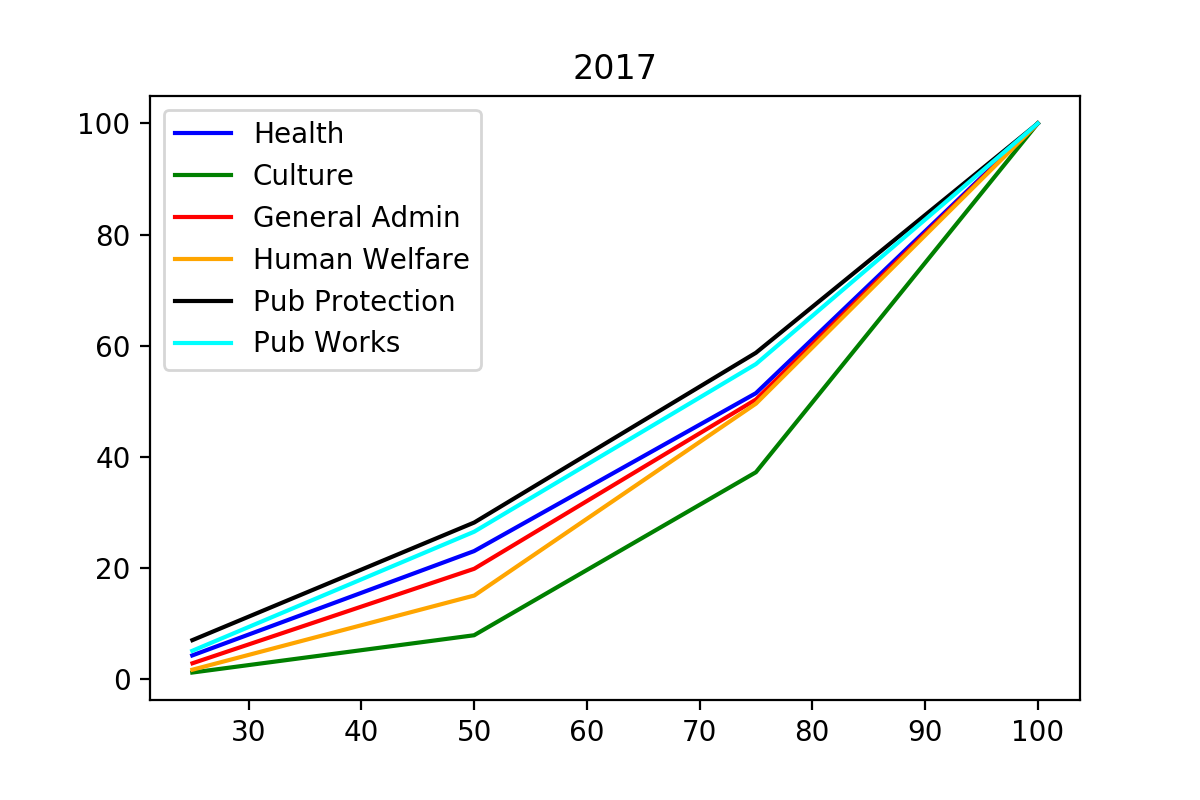 2017
100
80
60
40
20
0
Health
Culture
General Admin
Human Welfare
Pub Protection
Pub Works
30 40 50 60 70 80 90 100